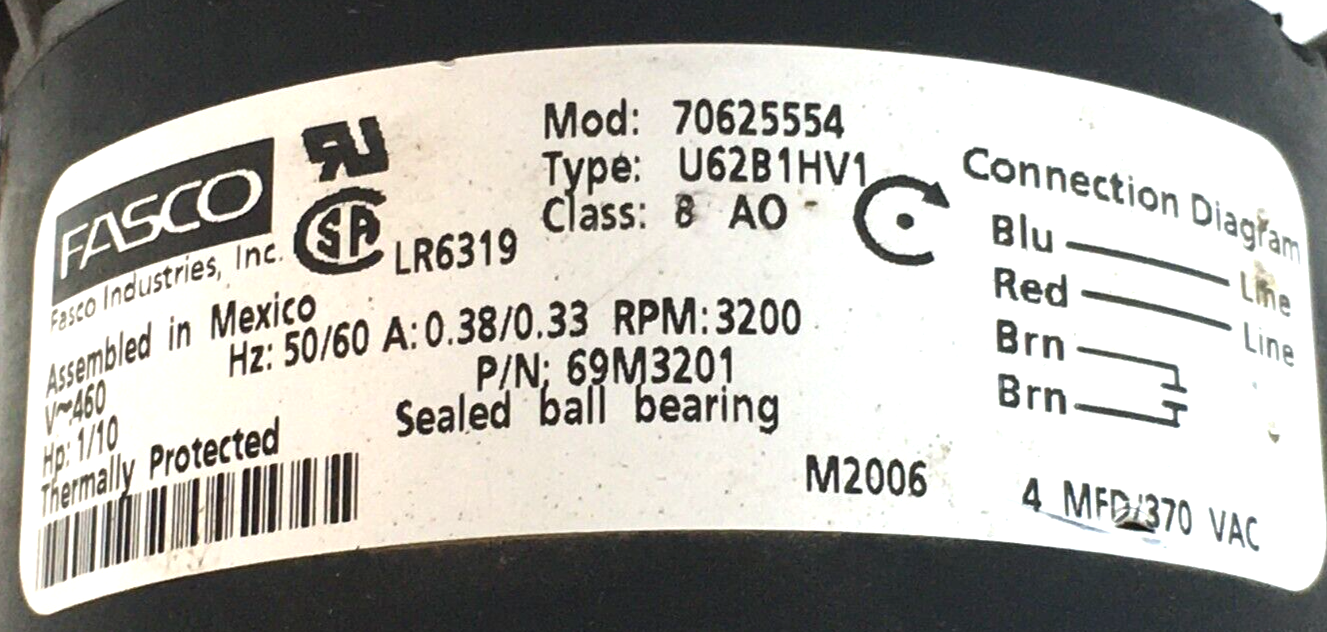 FASCO
Fasco Industries, Inc.
RU
SA
LR6319
Mod: 70625554
Type: U62B1HV1
Class: B AO
Assembled in Mexico
V~460
Hz: 50/60 A: 0.38/0.33 RPM: 3200
Hp: 1/10
P/N: 69M3201
Thermally Protected
Sealed ball bearing
M2006
Connection Diagram
Blu Line
Red Line
Brn
Brn
4 MFD/370 VAC